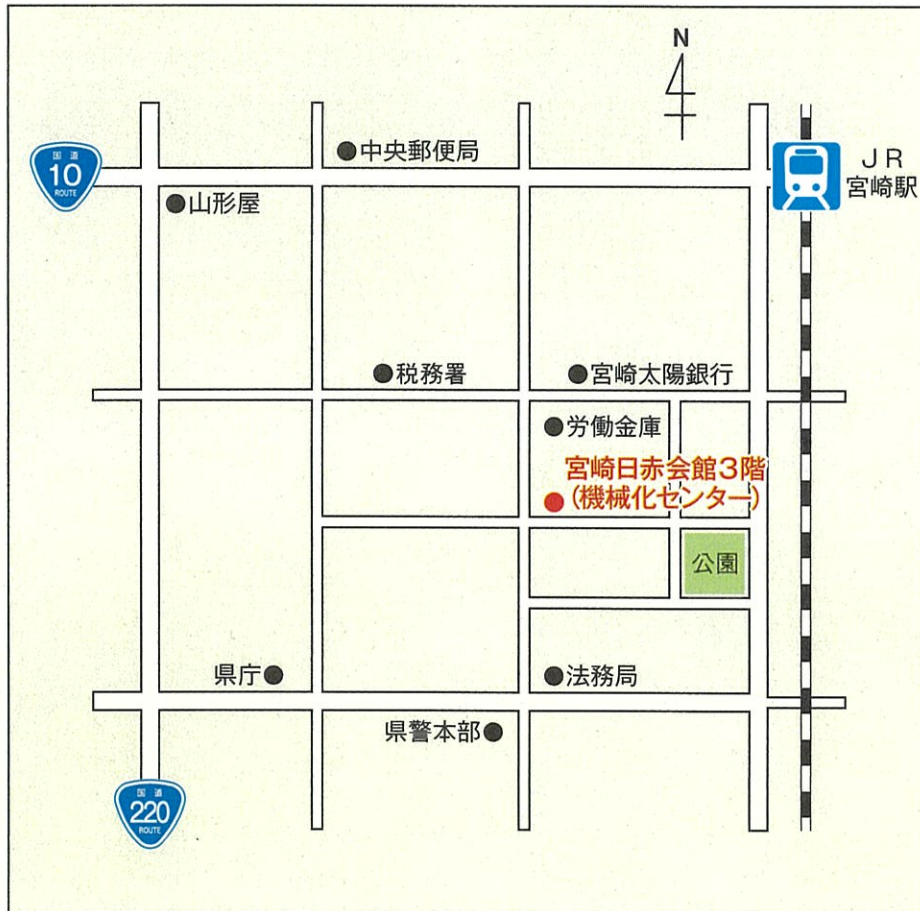 N
中央郵便局
国道
10
ROUTE
JR
宮崎駅
山形屋
税務署
宮崎太陽銀行
労働金庫
宮崎日赤会館3階
(機械化センター)
公園
県庁
法務局
県警本部
国道
220
ROUTE